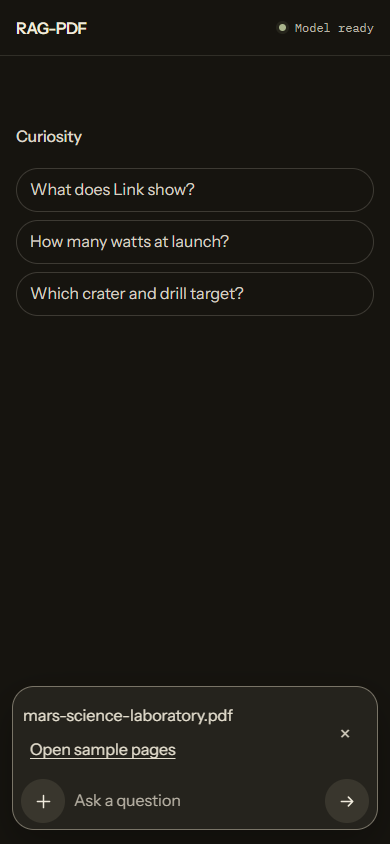 RAG-PDF
Model ready
Curiosity
What does Link show?
How many watts at launch?
Which crater and drill target?
mars-science-laboratory.pdf
×
Open sample pages
+ Ask a question →